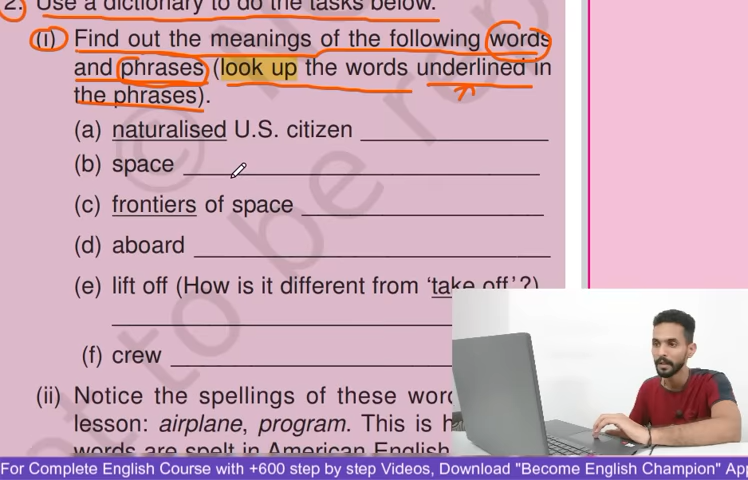 2. Use a dictionary to do the tasks below.
(i) Find out the meanings of the following words
and phrases (look up the words underlined in
the phrases).
(a) naturalised U.S. citizen
(b) space
(c) frontiers of space
(d) aboard
(e) lift off (How is it different from ‘take off’?)
(f) crew
(ii) Notice the spellings of these
lesson: airplane, program. This is
words are spelt in American English
For Complete English Course with +600 step by step Videos, Download "Become English Champion"